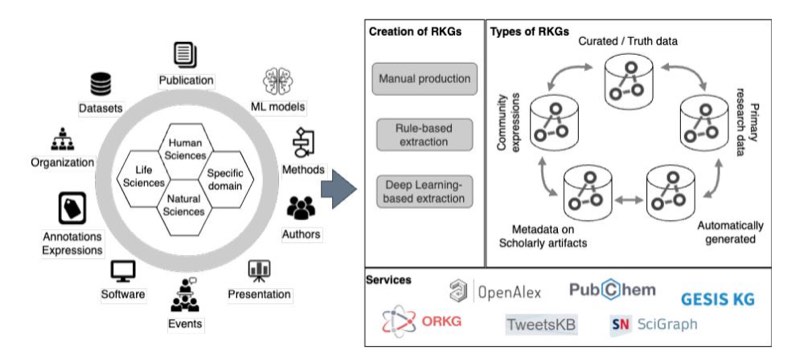 Publication
ML models
Methods
Authors
Presentation
Events
Software
Annotations
Expressions
Organization
Datasets
Human
Sciences
Life
Sciences
Specific
domain
Natural
Sciences
Creation of RKGs
Manual production
Rule-based
extraction
Deep Learning-
based extraction
Types of RKGs
Curated / Truth data
Community
expressions
Primary
research data
Metadata on
Scholarly artifacts
Automatically
generated
Services
OpenAlex
PubChem
GESIS KG
ORKG
TweetsKB
SN SciGraph